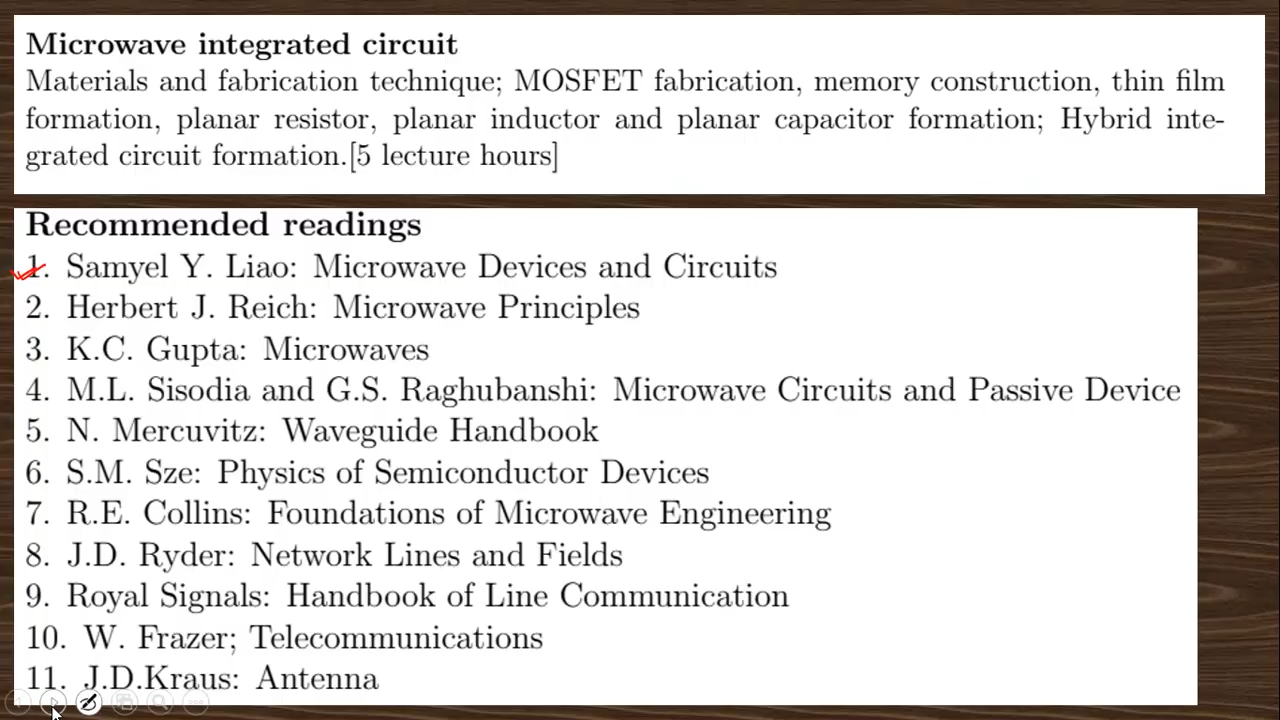 Microwave integrated circuit
Materials and fabrication technique; MOSFET fabrication, memory construction, thin film
formation, planar resistor, planar inductor and planar capacitor formation; Hybrid inte-
grated circuit formation.[5 lecture hours]
Recommended readings
1. Samyel Y. Liao: Microwave Devices and Circuits
2. Herbert J. Reich: Microwave Principles
3. K.C. Gupta: Microwaves
4. M.L. Sisodia and G.S. Raghubanshi: Microwave Circuits and Passive Device
5. N. Mercuvitz: Waveguide Handbook
6. S.M. Sze: Physics of Semiconductor Devices
7. R.E. Collins: Foundations of Microwave Engineering
8. J.D. Ryder: Network Lines and Fields
9. Royal Signals: Handbook of Line Communication
10. W. Frazer; Telecommunications
11. J.D.Kraus: Antenna